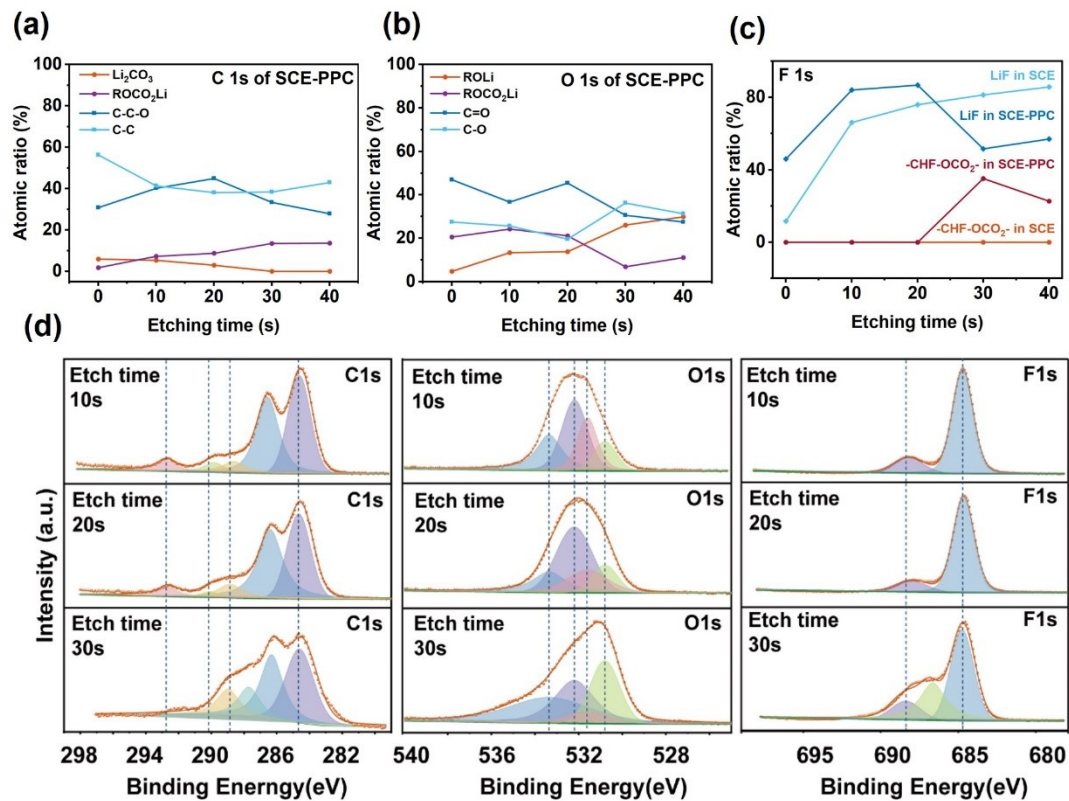 (a)
C 1s of SCE-PPC
Li₂CO₃
ROCO₂Li
C-C-O
C-C
Atomic ratio (%)
100
80
60
40
20
0
0 10 20 30 40
Etching time (s)
(b)
O 1s of SCE-PPC
ROLi
ROCO₂Li
C=O
C-O
Atomic ratio (%)
100
80
60
40
20
0
0 10 20 30 40
Etching time (s)
(c)
F 1s
LiF in SCE
LiF in SCE-PPC
-CHF-OCO₂- in SCE-PPC
-CHF-OCO₂- in SCE
Atomic ratio (%)
80
40
0
0 10 20 30 40
Etching time (s)
(d)
Intensity (a.u.)
Etch time
10s
C1s
Etch time
20s
C1s
Etch time
30s
C1s
298 294 290 286 282
Binding Enerngy(eV)
Etch time
10s
O1s
Etch time
20s
O1s
Etch time
30s
O1s
540 536 532 528
Binding Energy(eV)
Etch time
10s
F1s
Etch time
20s
F1s
Etch time
30s
F1s
695 690 685 680
Binding Energy(eV)